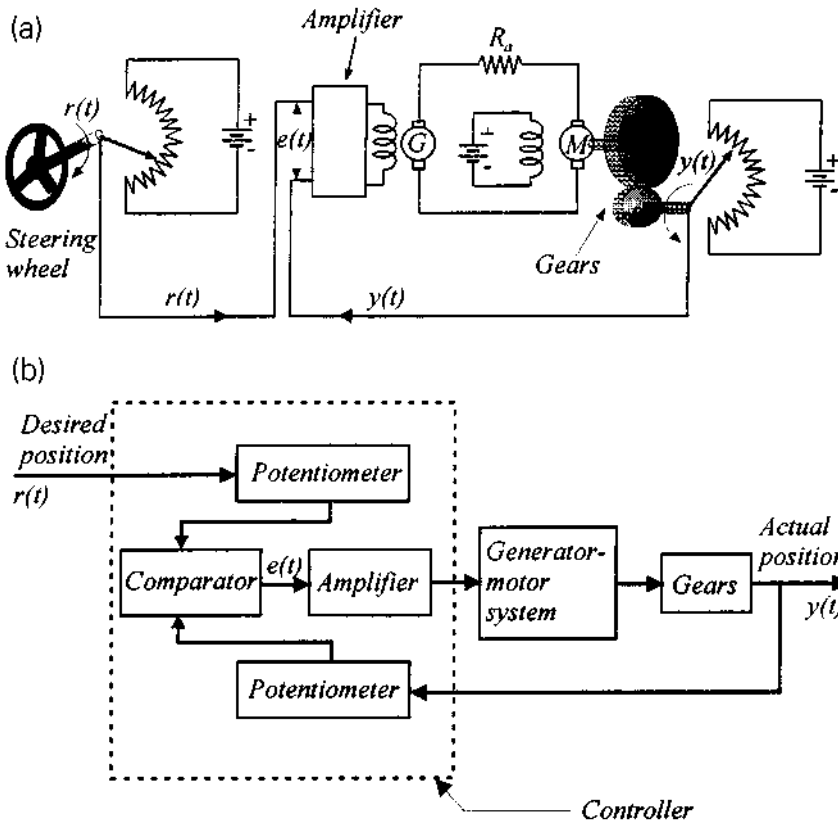 (a)
Amplifier
R_a
r(t)
+
-
e(t)
G
+
-
M
y(t)
+
-
Steering
wheel
Gears
r(t)
y(t)
(b)
Desired
position
r(t)
Potentiometer
Comparator
e(t)
Amplifier
Generator-
motor
system
Gears
Actual
position
y(t)
Potentiometer
Controller